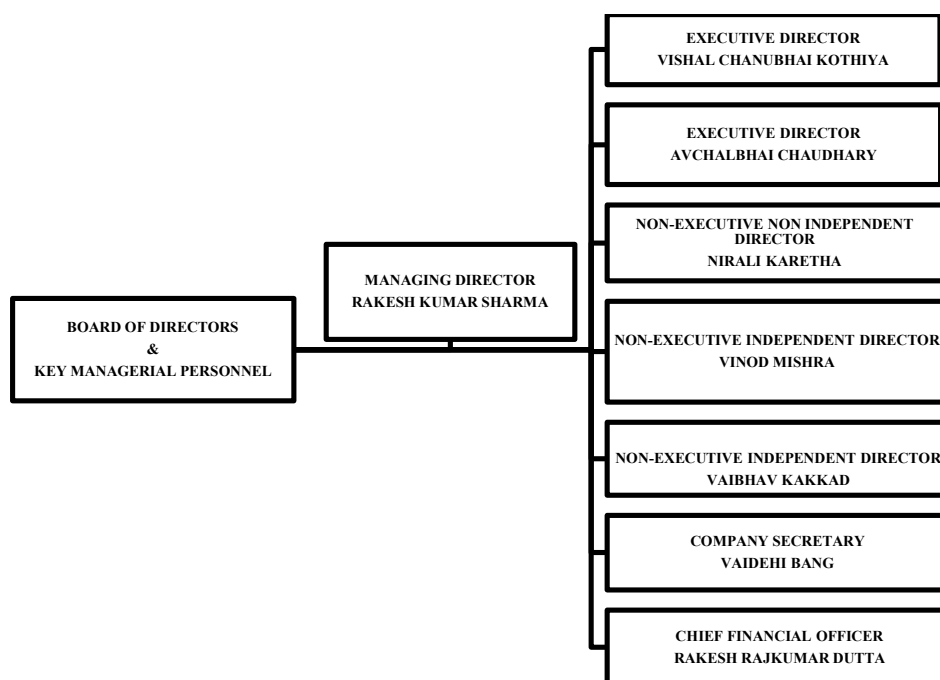 EXECUTIVE DIRECTOR
VISHAL CHANUBHAI KOTHIYA
EXECUTIVE DIRECTOR
AVCHALBHAI CHAUDHARY
NON-EXECUTIVE NON INDEPENDENT
DIRECTOR
NIRALI KARETHA
MANAGING DIRECTOR
RAKESH KUMAR SHARMA
BOARD OF DIRECTORS
&
KEY MANAGERIAL PERSONNEL
NON-EXECUTIVE INDEPENDENT DIRECTOR
VINOD MISHRA
NON-EXECUTIVE INDEPENDENT DIRECTOR
VAIBHAV KAKKAD
COMPANY SECRETARY
VAIDEHI BANG
CHIEF FINANCIAL OFFICER
RAKESH RAJKUMAR DUTTA